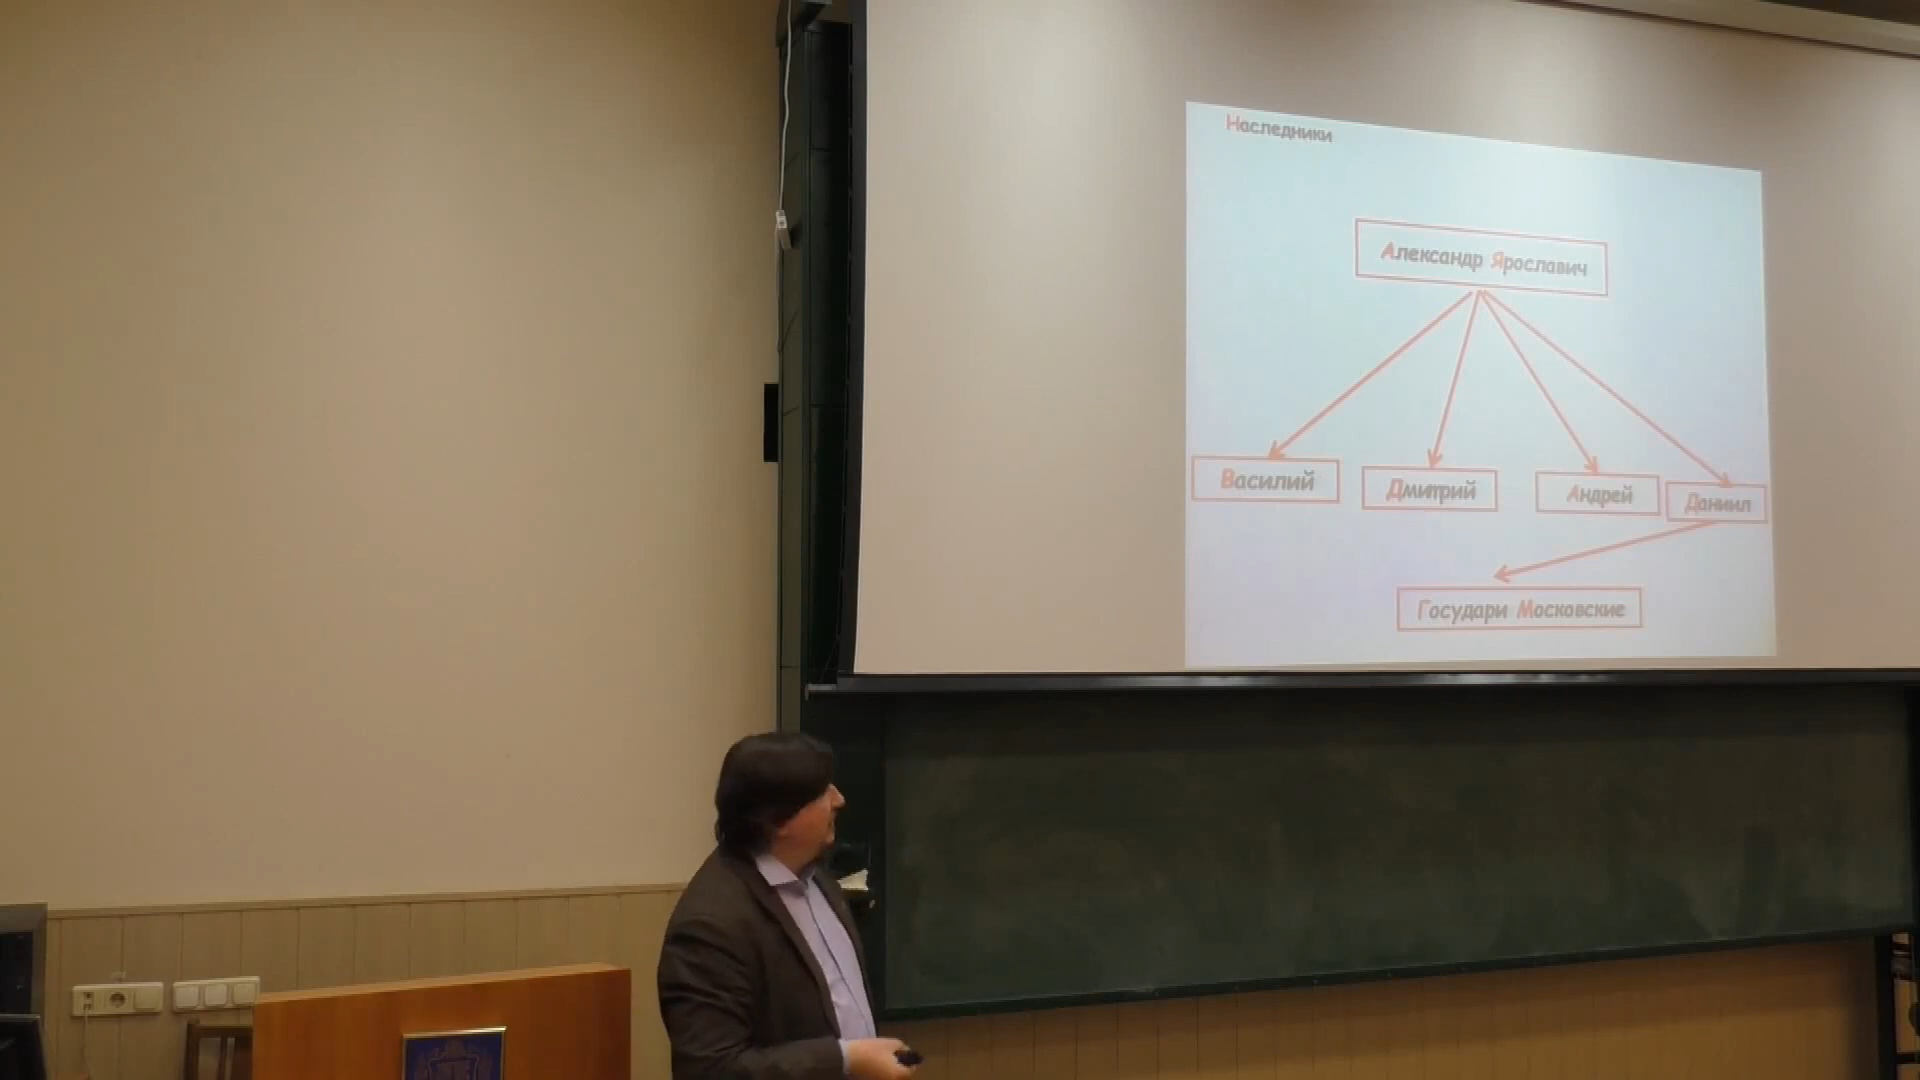 Наследники
Александр Ярославич
Василий
Дмитрий
Андрей
Даниил
Государи Московские